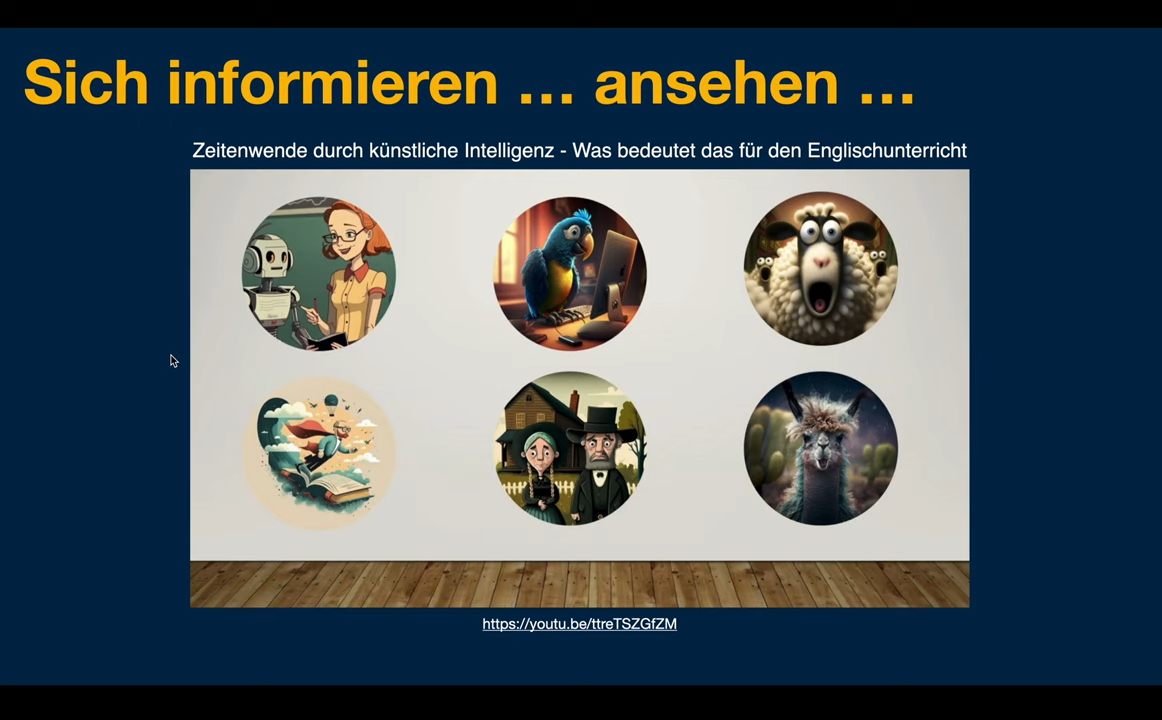 Sich informieren … ansehen …
Zeitenwende durch künstliche Intelligenz - Was bedeutet das für den Englischunterricht
https://youtu.be/ttreTSZGfZM